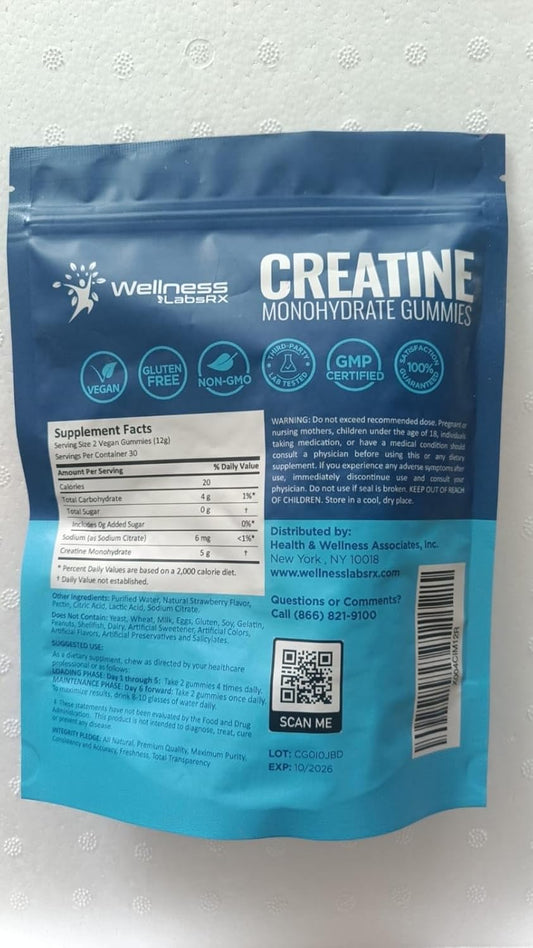 Wellness
LABSRX
CREATINE
MONOHYDRATE GUMMIES
VEGAN
GLUTEN
FREE
NON-GMO
THIRD-PARTY
LAB TESTED
GMP
CERTIFIED
SATISFACTION
100%
GUARANTEED
Supplement Facts
Serving Size 2 Vegan Gummies (12g)
Servings Per Container 30
Amount Per Serving % Daily Value
Calories 20
Total Carbohydrate 4 g 1%*
Total Sugar 0 g †
Includes 0g Added Sugar 0%*
Sodium (as Sodium Citrate) 6 mg <1%*
Creatine Monohydrate 5 g †
* Percent Daily Values are based on a 2,000 calorie diet.
† Daily Value not established.
Other Ingredients: Purified Water, Natural Strawberry Flavor,
Pectin, Citric Acid, Lactic Acid, Sodium Citrate.
Does Not Contain: Yeast, Wheat, Milk, Eggs, Gluten, Soy, Gelatin,
Peanuts, Shellfish, Dairy, Artificial Sweetener, Artificial Colors,
Artificial Flavors, Artificial Preservatives and Salicylates.
SUGGESTED USE:
As a dietary supplment, chew as directed by your healthcare
professional or as follows:
LOADING PHASE: Day 1 through 5: Take 2 gummies 4 times daily.
MAINTENANCE PHASE: Day 6 forward: Take 2 gummies once daily.
To maximize results, drink 8-10 glasses of water daily.
‡ These statements have not been evaluated by the Food and Drug
Administration. This product is not intended to diagnose, treat, cure
or prevent any disease.
INTEGRITY PLEDGE: All Natural, Premium Quality, Maximum Purity,
Consistency and Accuracy, Freshness, Total Transparency
WARNING: Do not exceed recommended dose. Pregnant or
nursing mothers, children under the age of 18, individuals
taking medication, or have a medical condition should
consult a physician before using this or any dietary
supplement. If you experience any adverse symptoms after
use, immediately discontinue use and consult your
physician. Do not use if seal is broken. KEEP OUT OF REACH
OF CHILDREN. Store in a cool, dry place.
Distributed by:
Health & Wellness Associates, Inc.
New York , NY 10018
www.wellnesslabsrx.com
Questions or Comments?
Call (866) 821-9100
SCAN ME
LOT: CG010JBD
EXP: 10/2026